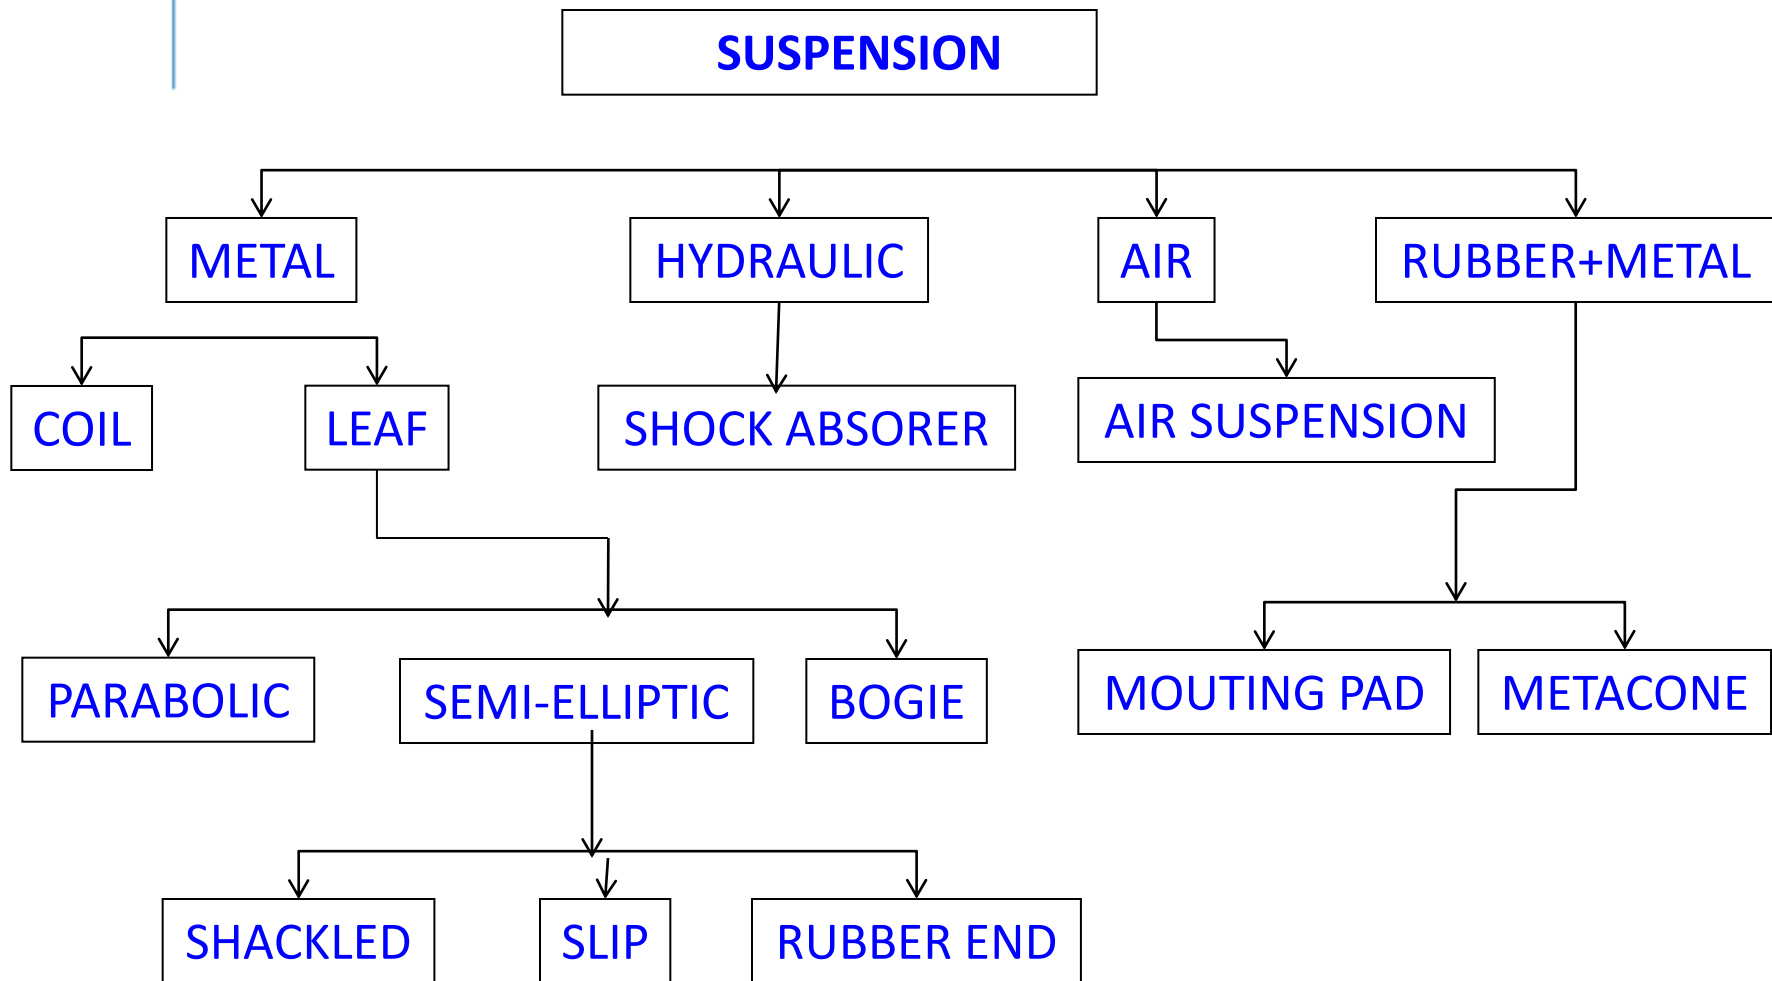 SUSPENSION
METAL
HYDRAULIC
AIR
RUBBER+METAL
COIL
LEAF
SHOCK ABSORER
AIR SUSPENSION
PARABOLIC
SEMI-ELLIPTIC
BOGIE
MOUTING PAD
METACONE
SHACKLED
SLIP
RUBBER END